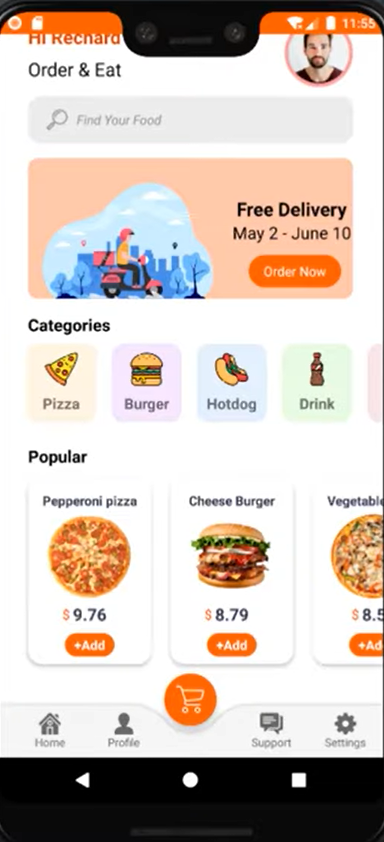 11:55
Hi Rechard
Order & Eat
Find Your Food
Free Delivery
May 2 - June 10
Order Now
Categories
Pizza
Burger
Hotdog
Drink
Popular
Pepperoni pizza
Cheese Burger
Vegetable
$ 9.76
$ 8.79
$ 8.5
+Add
+Add
+Ad
Home
Profile
Support
Settings